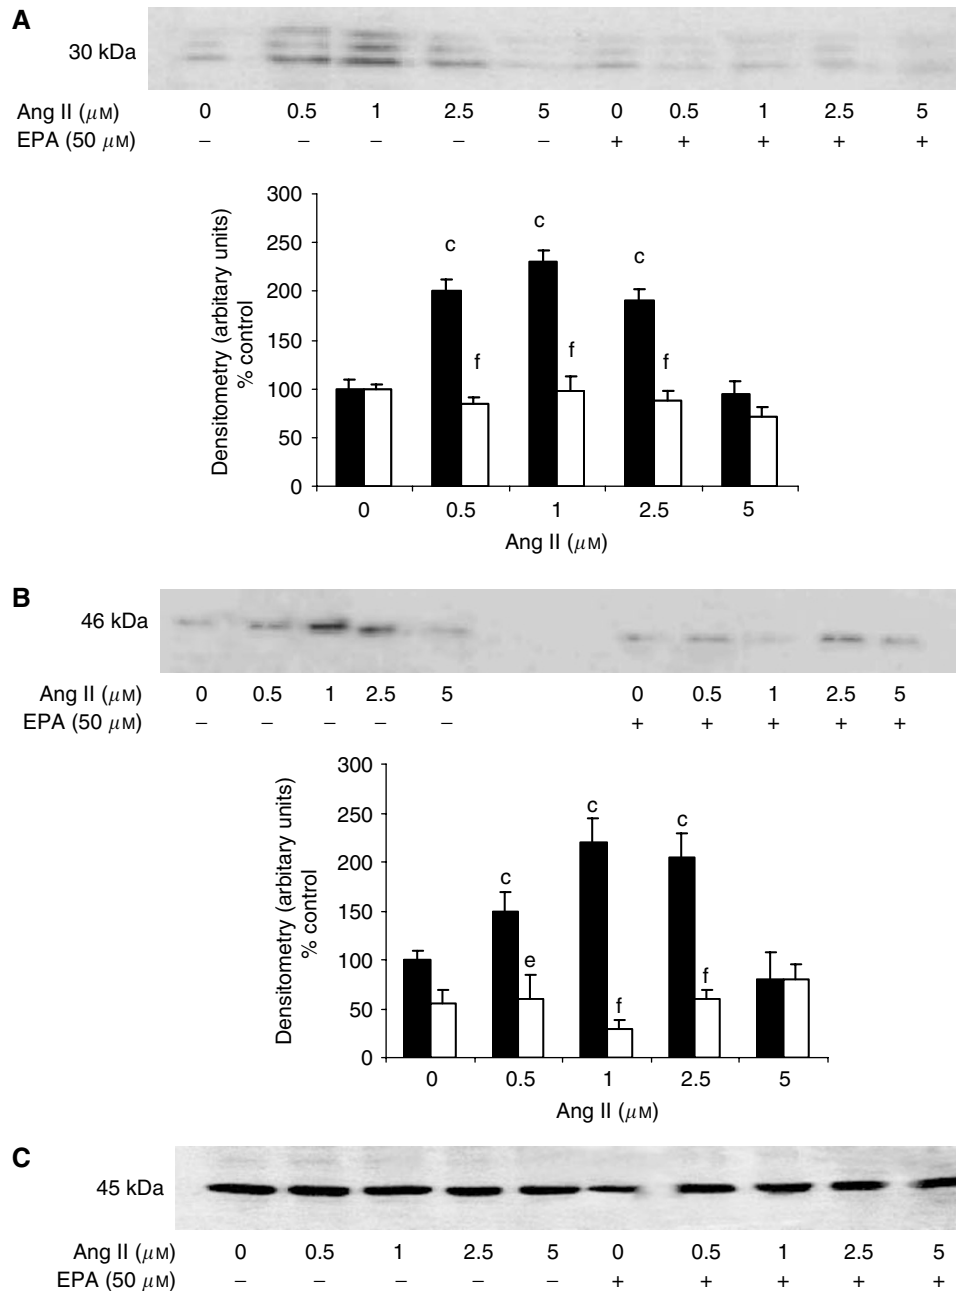 A
30 kDa
Ang II (μM) 0 0.5 1 2.5 5 0 0.5 1 2.5 5
EPA (50 μM) – – – – – + + + + +
Densitometry (arbitary units)
% control
300
250
200
150
100
50
0
c
c
c
f
f
f
0 0.5 1 2.5 5
Ang II (μM)
B
46 kDa
Ang II (μM) 0 0.5 1 2.5 5 0 0.5 1 2.5 5
EPA (50 μM) – – – – – + + + + +
Densitometry (arbitary units)
% control
300
250
200
150
100
50
0
c
c
c
e
f
f
0 0.5 1 2.5 5
Ang II (μM)
C
45 kDa
Ang II (μM) 0 0.5 1 2.5 5 0 0.5 1 2.5 5
EPA (50 μM) – – – – – + + + + +